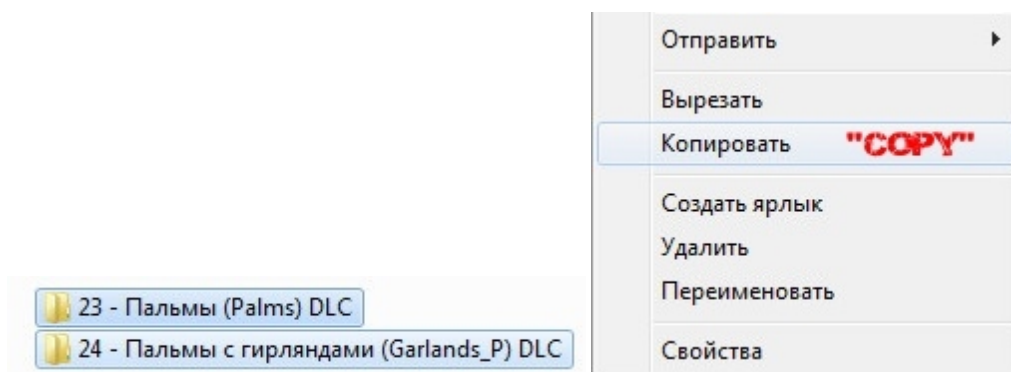 23 - Пальмы (Palms) DLC
24 - Пальмы с гирляндами (Garlands_P) DLC
Отправить
Вырезать
Копировать "COPY"
Создать ярлык
Удалить
Переименовать
Свойства